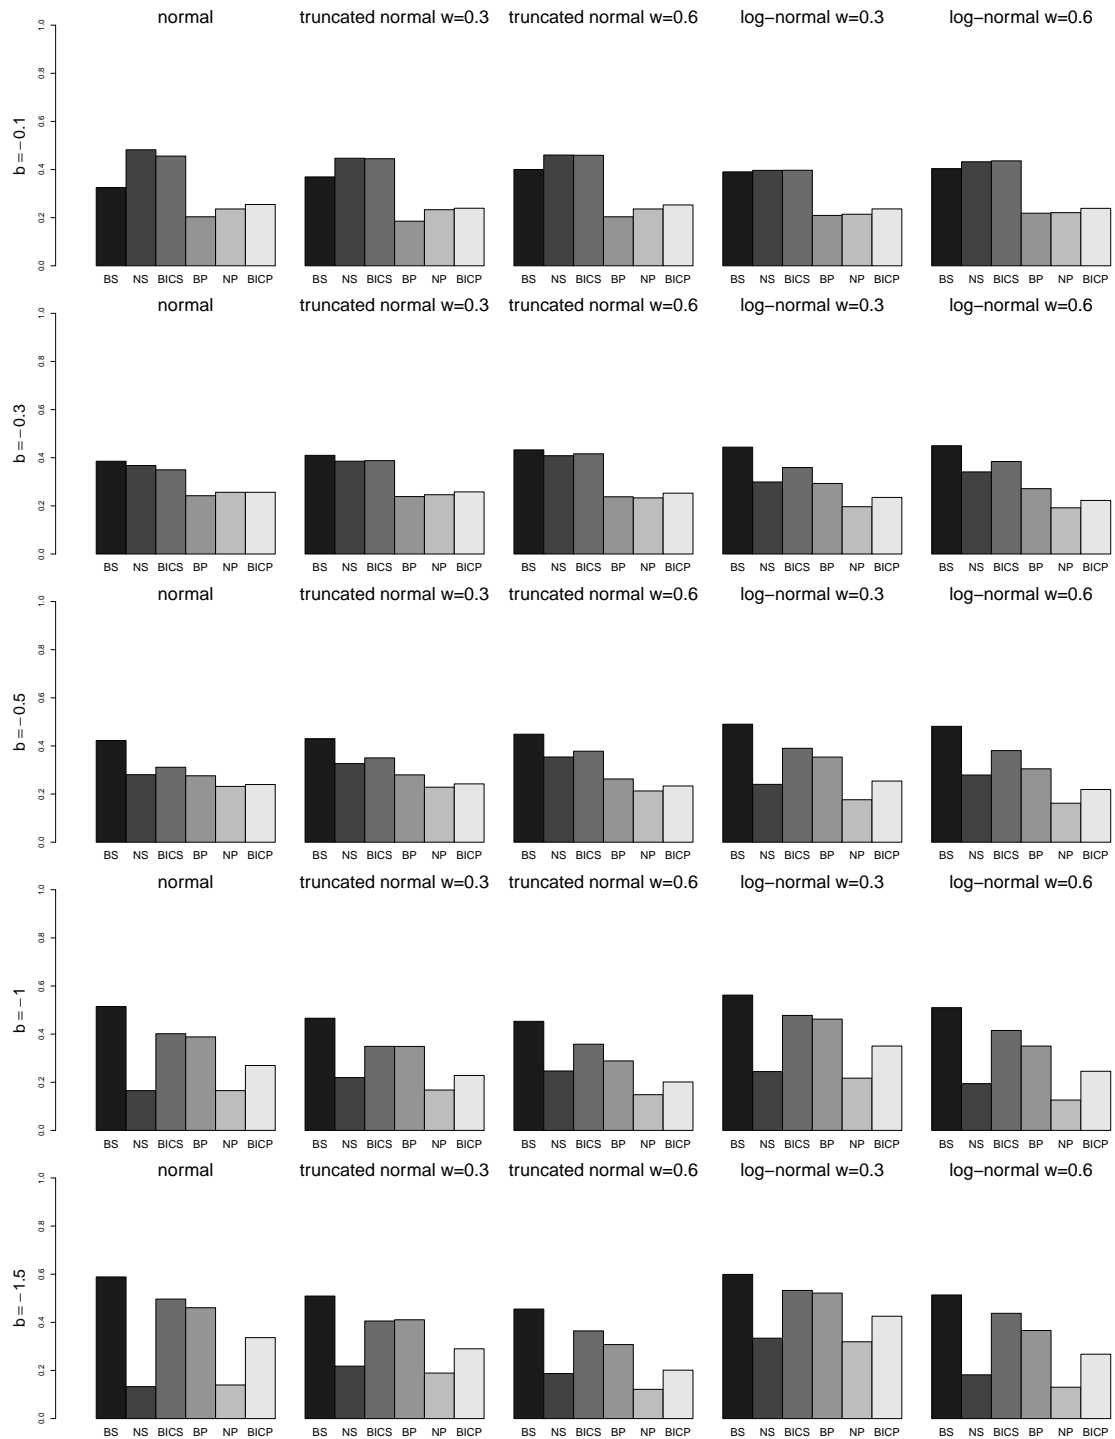 normal truncated normal w=0.3 truncated normal w=0.6 log−normal w=0.3 log−normal w=0.6
b = −0.1
0.0 0.2 0.4 0.6 0.8 1.0
BS NS BICS BP NP BICP BS NS BICS BP NP BICP BS NS BICS BP NP BICP BS NS BICS BP NP BICP BS NS BICS BP NP BICP
normal truncated normal w=0.3 truncated normal w=0.6 log−normal w=0.3 log−normal w=0.6
b = −0.3
0.0 0.2 0.4 0.6 0.8 1.0
BS NS BICS BP NP BICP BS NS BICS BP NP BICP BS NS BICS BP NP BICP BS NS BICS BP NP BICP BS NS BICS BP NP BICP
normal truncated normal w=0.3 truncated normal w=0.6 log−normal w=0.3 log−normal w=0.6
b = −0.5
0.0 0.2 0.4 0.6 0.8 1.0
BS NS BICS BP NP BICP BS NS BICS BP NP BICP BS NS BICS BP NP BICP BS NS BICS BP NP BICP BS NS BICS BP NP BICP
normal truncated normal w=0.3 truncated normal w=0.6 log−normal w=0.3 log−normal w=0.6
b = −1
0.0 0.2 0.4 0.6 0.8 1.0
BS NS BICS BP NP BICP BS NS BICS BP NP BICP BS NS BICS BP NP BICP BS NS BICS BP NP BICP BS NS BICS BP NP BICP
normal truncated normal w=0.3 truncated normal w=0.6 log−normal w=0.3 log−normal w=0.6
b = −1.5
0.0 0.2 0.4 0.6 0.8 1.0
BS NS BICS BP NP BICP BS NS BICS BP NP BICP BS NS BICS BP NP BICP BS NS BICS BP NP BICP BS NS BICS BP NP BICP